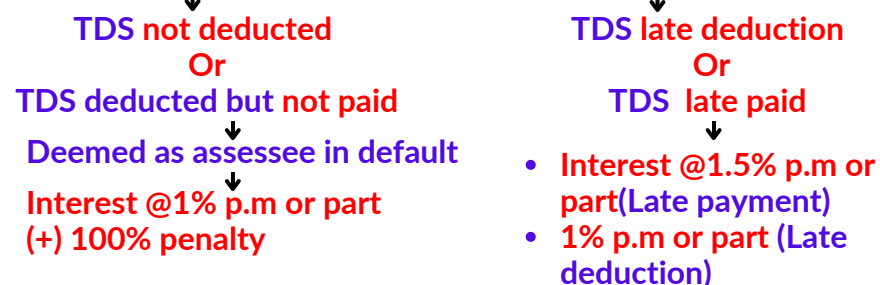 TDS not deducted
Or
TDS deducted but not paid
Deemed as assessee in default
Interest @1% p.m or part
(+) 100% penalty
TDS late deduction
Or
TDS late paid
• Interest @1.5% p.m or
part(Late payment)
• 1% p.m or part (Late
deduction)